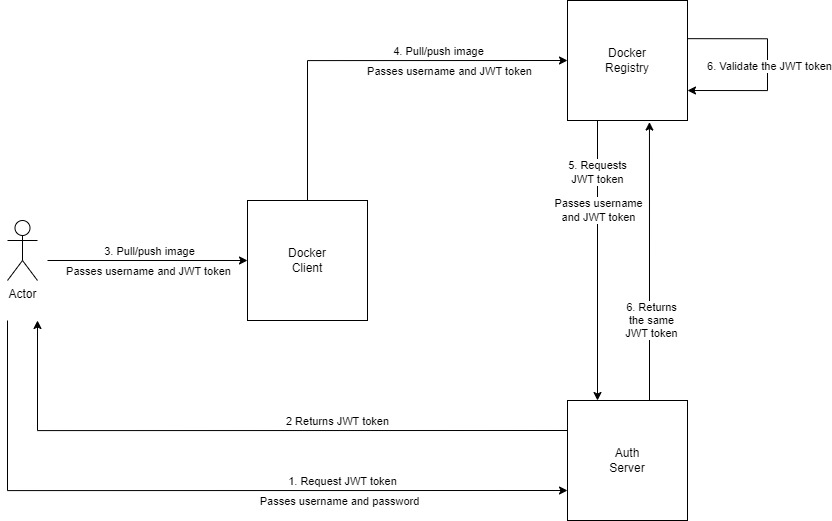 4. Pull/push image
Passes username and JWT token
Docker
Registry
6. Validate the JWT token
5. Requests
JWT token
Passes username
and JWT token
3. Pull/push image
Passes username and JWT token
Docker
Client
Actor
6. Returns
the same
JWT token
2 Returns JWT token
Auth
Server
1. Request JWT token
Passes username and password